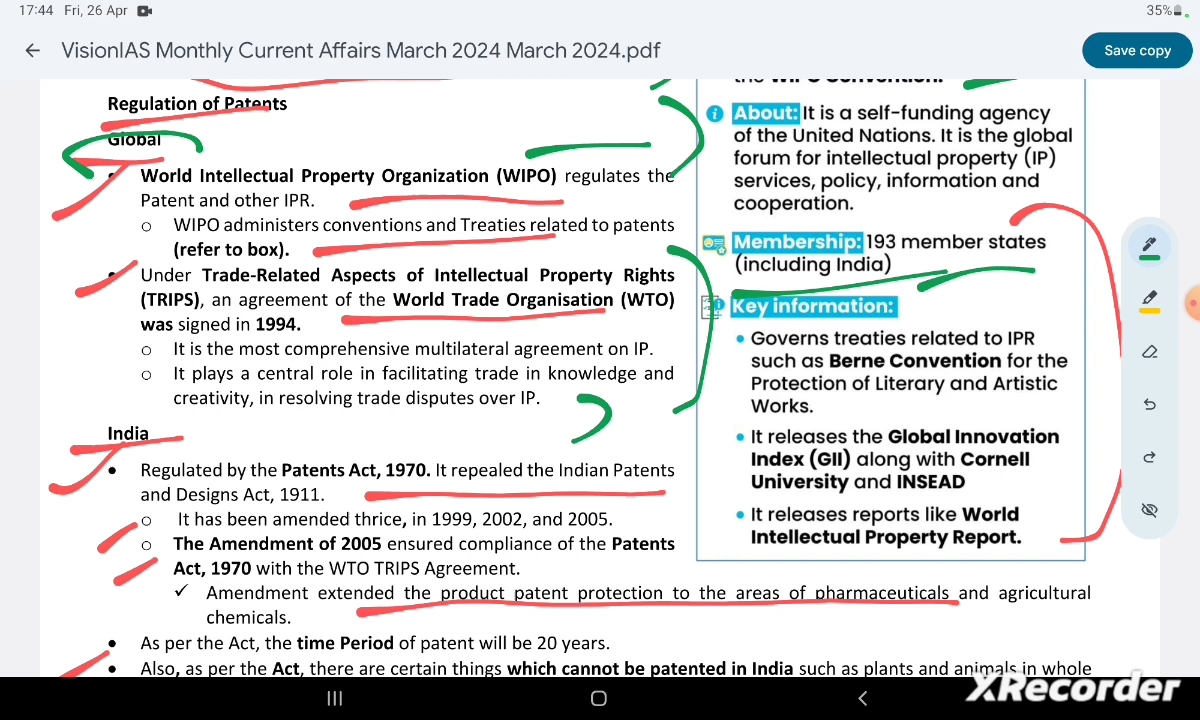 17:44 Fri, 26 Apr
35%
VisionIAS Monthly Current Affairs March 2024 March 2024.pdf
Save copy
Regulation of Patents
Global
World Intellectual Property Organization (WIPO) regulates the
Patent and other IPR.
o WIPO administers conventions and Treaties related to patents
(refer to box).
Under Trade-Related Aspects of Intellectual Property Rights
(TRIPS), an agreement of the World Trade Organisation (WTO)
was signed in 1994.
o It is the most comprehensive multilateral agreement on IP.
o It plays a central role in facilitating trade in knowledge and
creativity, in resolving trade disputes over IP.
India
• Regulated by the Patents Act, 1970. It repealed the Indian Patents
and Designs Act, 1911.
o It has been amended thrice, in 1999, 2002, and 2005.
o The Amendment of 2005 ensured compliance of the Patents
Act, 1970 with the WTO TRIPS Agreement.
✓ Amendment extended the product patent protection to the areas of pharmaceuticals and agricultural
chemicals.
• As per the Act, the time Period of patent will be 20 years.
• Also, as per the Act, there are certain things which cannot be patented in India such as plants and animals in whole
the WIPO Convention.
About: It is a self-funding agency
of the United Nations. It is the global
forum for intellectual property (IP)
services, policy, information and
cooperation.
Membership: 193 member states
(including India)
Key information:
• Governs treaties related to IPR
such as Berne Convention for the
Protection of Literary and Artistic
Works.
• It releases the Global Innovation
Index (GII) along with Cornell
University and INSEAD
• It releases reports like World
Intellectual Property Report.
XRecorder